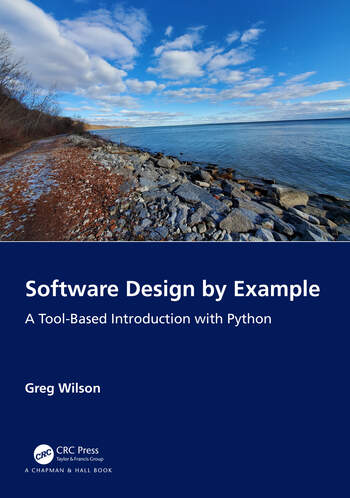 Software Design by Example
A Tool-Based Introduction with Python
Greg Wilson
CRC
CRC Press
Taylor & Francis Group
A CHAPMAN & HALL BOOK